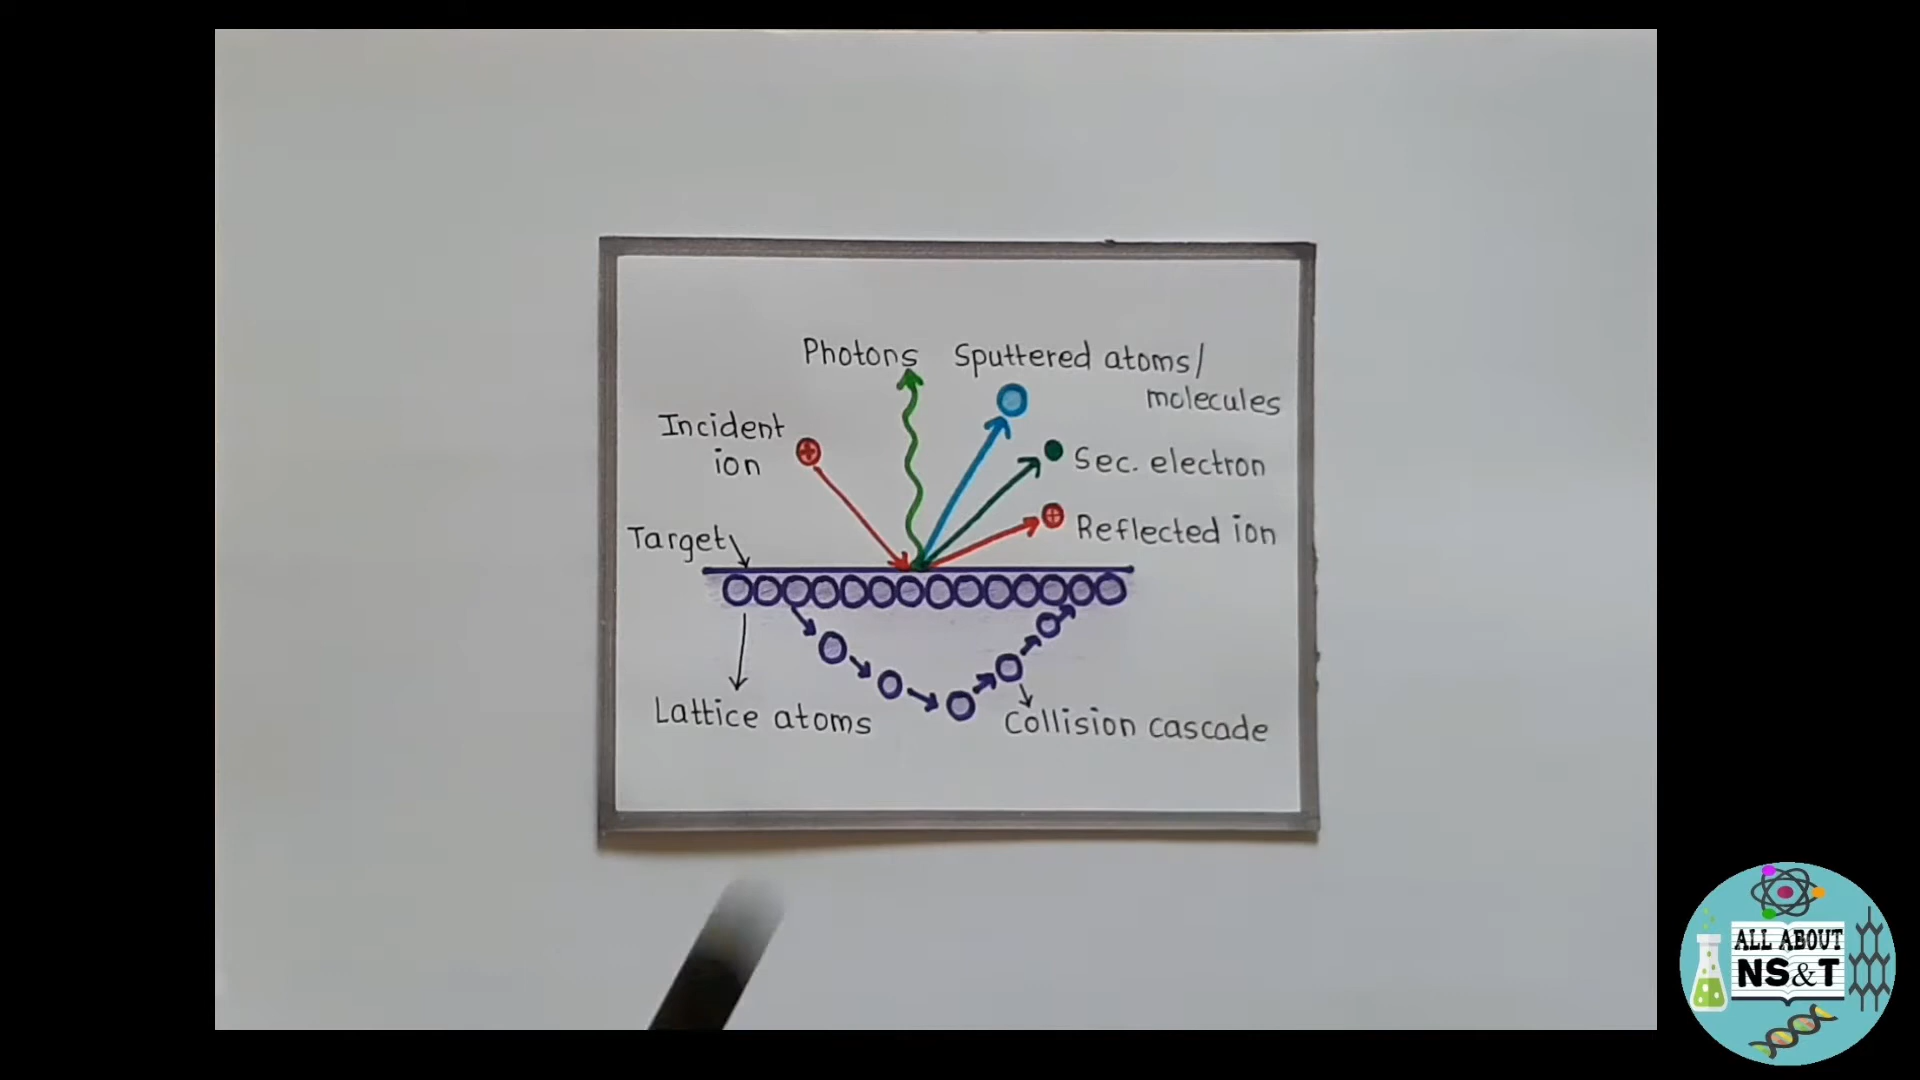 Photons
Sputtered atoms/
molecules
Incident
ion
Sec. electron
Reflected ion
Target
Lattice atoms
Collision cascade
ALL ABOUT
NS&T